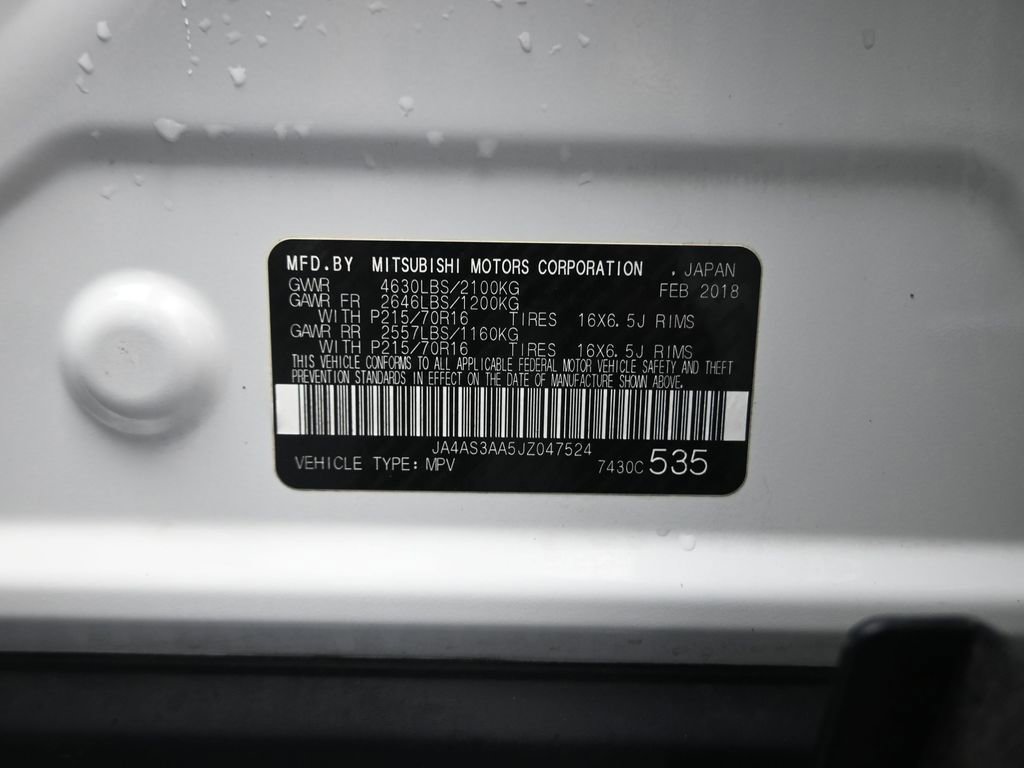 MFD.BY MITSUBISHI MOTORS CORPORATION , JAPAN
GVWR 4630LBS/2100KG FEB 2018
GAWR FR 2646LBS/1200KG
WITH P215/70R16 TIRES 16X6.5J RIMS
GAWR RR 2557LBS/1160KG
WITH P215/70R16 TIRES 16X6.5J RIMS
THIS VEHICLE CONFORMS TO ALL APPLICABLE FEDERAL MOTOR VEHICLE SAFETY AND THEFT
PREVENTION STANDARDS IN EFFECT ON THE DATE OF MANUFACTURE SHOWN ABOVE.
JA4AS3AA5JZ047524
VEHICLE TYPE: MPV 7430C 535